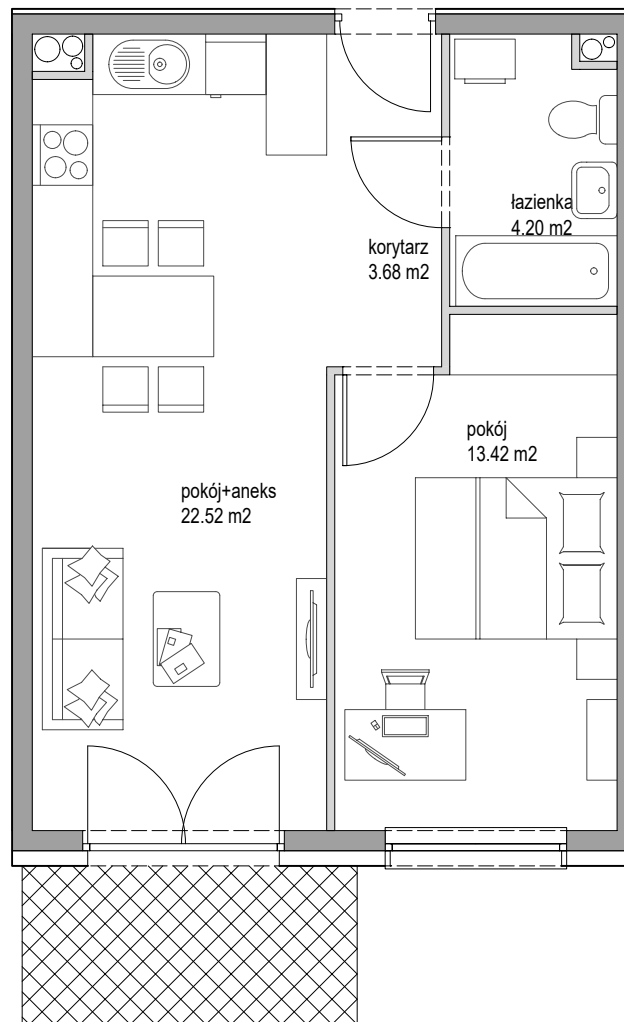 łazienka
4.20 m2
korytarz
3.68 m2
pokój
13.42 m2
pokój+aneks
22.52 m2